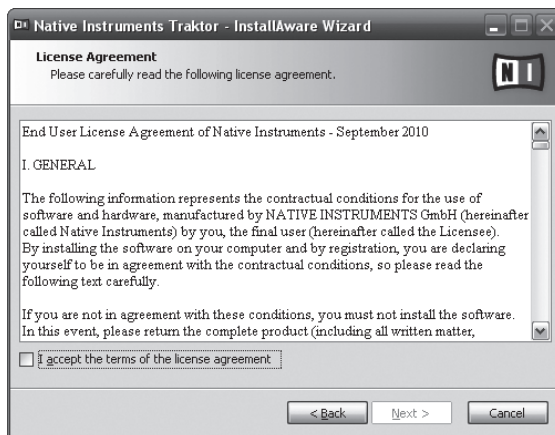 Native Instruments Traktor - InstallAware Wizard
License Agreement
Please carefully read the following license agreement.
NI
End User License Agreement of Native Instruments - September 2010
I. GENERAL
The following information represents the contractual conditions for the use of
software and hardware, manufactured by NATIVE INSTRUMENTS GmbH (hereinafter
called Native Instruments) by you, the final user (hereinafter called the Licensee).
By installing the software on your computer and by registration, you are declaring
yourself to be in agreement with the contractual conditions, so please read the
following text carefully.
If you are not in agreement with these conditions, you must not install the software.
In this event, please return the complete product (including all written matter,
I accept the terms of the license agreement
< Back
Next >
Cancel